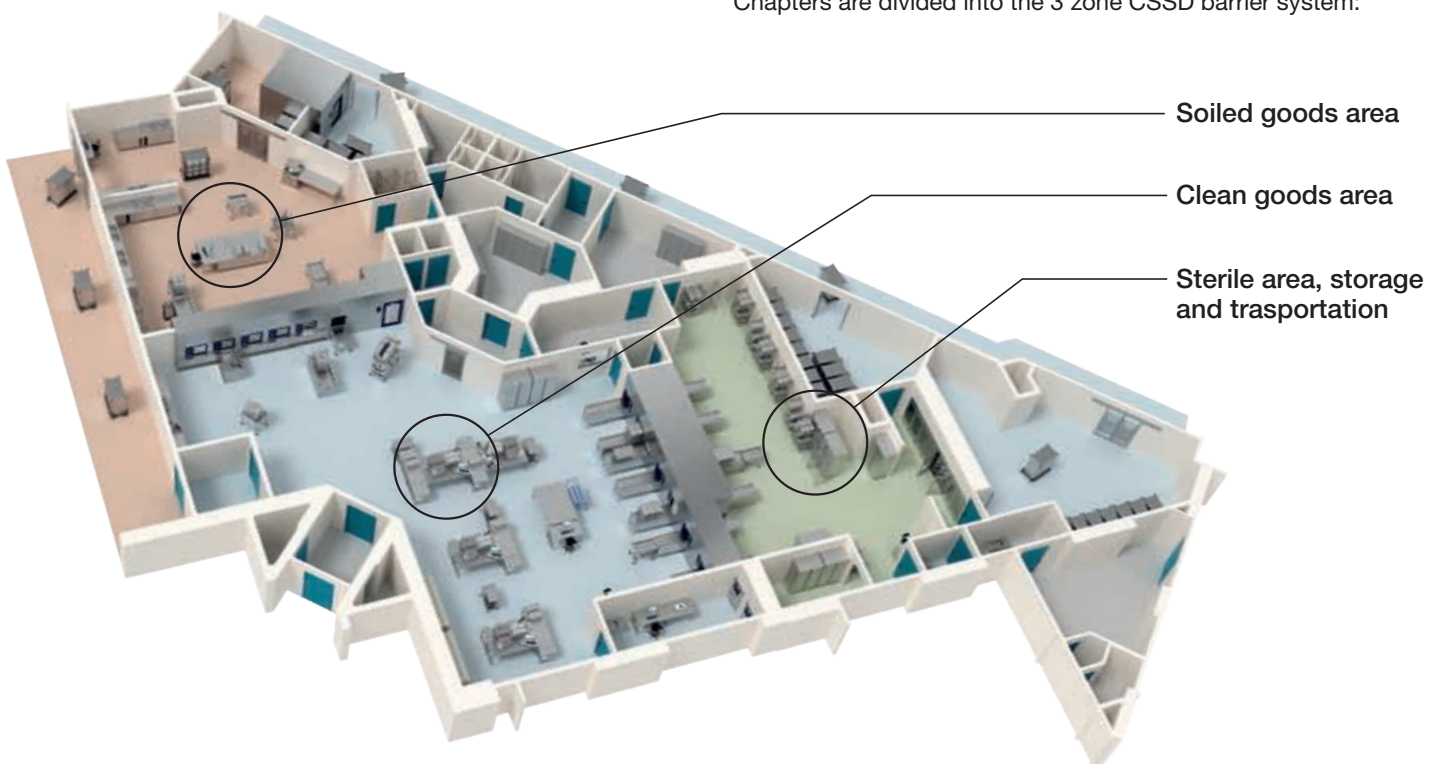 Chapters are divided into the 3 zone CSSD barrier system:
Soiled goods area
Clean goods area
Sterile area, storage
and trasportation